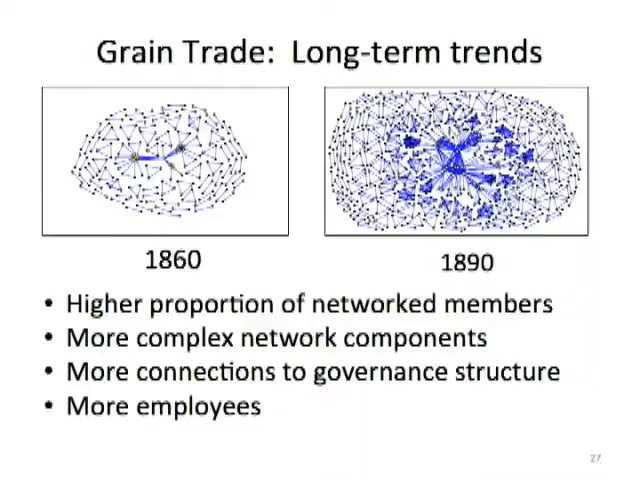 Grain Trade: Long-term trends
1860
1890
• Higher proportion of networked members
• More complex network components
• More connections to governance structure
• More employees
27